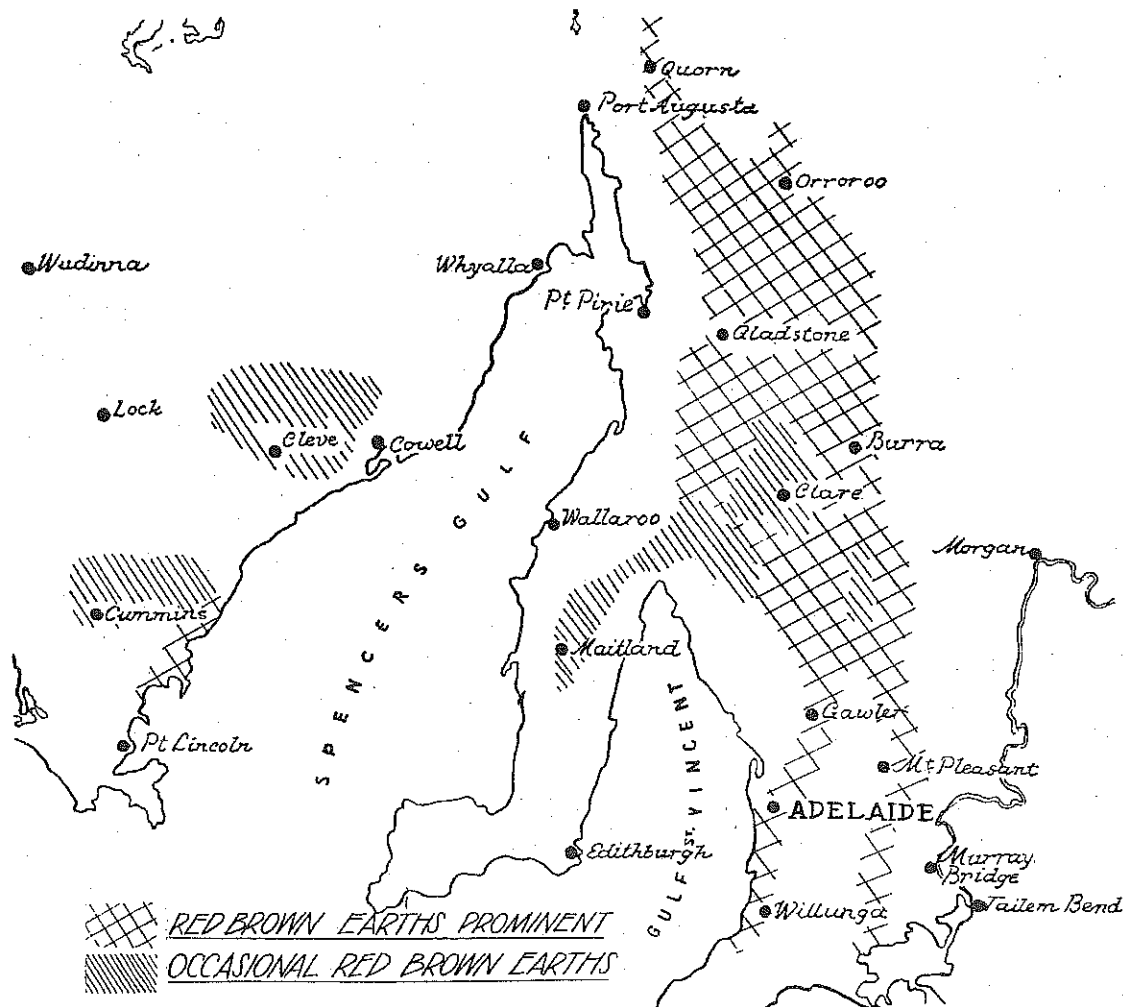 Quorn
Port Augusta
Orroroo
Wudinna
Whyalla
Pt. Pirie
Gladstone
Lock
Cleve
Cowell
Burra
Clare
SPENCERS GULF
Wallaroo
Morgan
Cummins
Maitland
Gawler
Pt Lincoln
Mt. Pleasant
GULF ST. VINCENT
ADELAIDE
Edithburgh
Murray
Bridge
Willunga
Tailem Bend
RED BROWN EARTHS PROMINENT
OCCASIONAL RED BROWN EARTHS